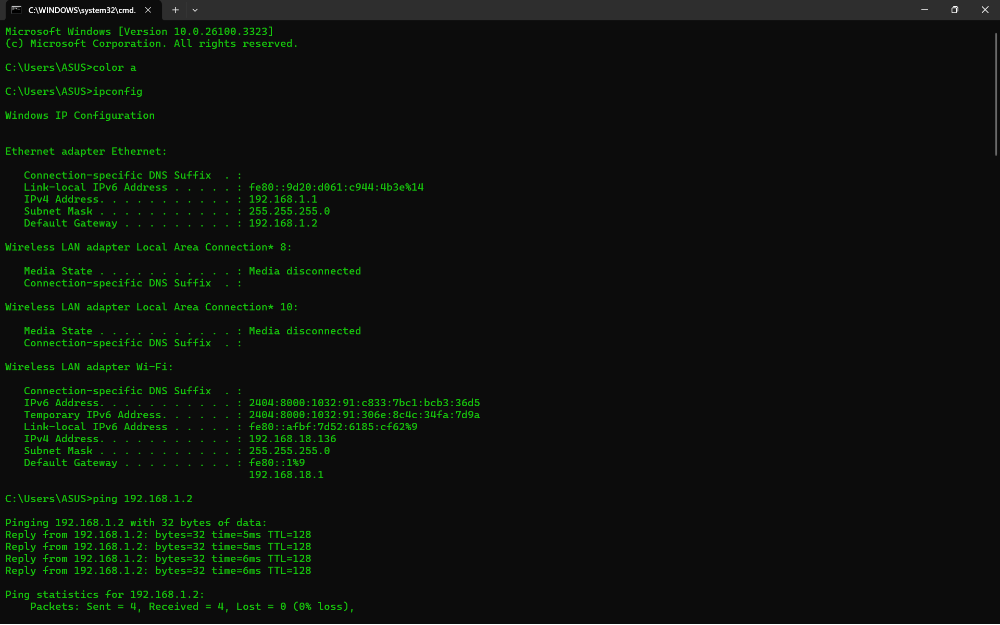 C:\WINDOWS\system32\cmd.
Microsoft Windows [Version 10.0.26100.3323]
(c) Microsoft Corporation. All rights reserved.
C:\Users\ASUS>color a
C:\Users\ASUS>ipconfig
Windows IP Configuration
Ethernet adapter Ethernet:
   Connection-specific DNS Suffix  . :
   Link-local IPv6 Address . . . . . : fe80::9d20:d061:c944:4b3e%14
   IPv4 Address. . . . . . . . . . . : 192.168.1.1
   Subnet Mask . . . . . . . . . . . : 255.255.255.0
   Default Gateway . . . . . . . . . : 192.168.1.2
Wireless LAN adapter Local Area Connection* 8:
   Media State . . . . . . . . . . . : Media disconnected
   Connection-specific DNS Suffix  . :
Wireless LAN adapter Local Area Connection* 10:
   Media State . . . . . . . . . . . : Media disconnected
   Connection-specific DNS Suffix  . :
Wireless LAN adapter Wi-Fi:
   Connection-specific DNS Suffix  . :
   IPv6 Address. . . . . . . . . . . : 2404:8000:1032:91:c833:7bc1:bcb3:36d5
   Temporary IPv6 Address. . . . . . : 2404:8000:1032:91:306e:8c4c:34fa:7d9a
   Link-local IPv6 Address . . . . . : fe80::afbf:7d52:6185:cf62%9
   IPv4 Address. . . . . . . . . . . : 192.168.18.136
   Subnet Mask . . . . . . . . . . . : 255.255.255.0
   Default Gateway . . . . . . . . . : fe80::1%9
                                       192.168.18.1
C:\Users\ASUS>ping 192.168.1.2
Pinging 192.168.1.2 with 32 bytes of data:
Reply from 192.168.1.2: bytes=32 time=5ms TTL=128
Reply from 192.168.1.2: bytes=32 time=5ms TTL=128
Reply from 192.168.1.2: bytes=32 time=6ms TTL=128
Reply from 192.168.1.2: bytes=32 time=6ms TTL=128
Ping statistics for 192.168.1.2:
    Packets: Sent = 4, Received = 4, Lost = 0 (0% loss),